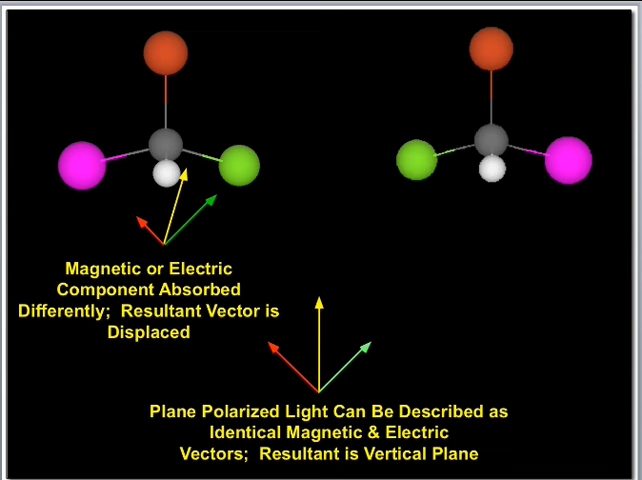 Magnetic or Electric
Component Absorbed
Differently; Resultant Vector is
Displaced
Plane Polarized Light Can Be Described as
Identical Magnetic & Electric
Vectors; Resultant is Vertical Plane